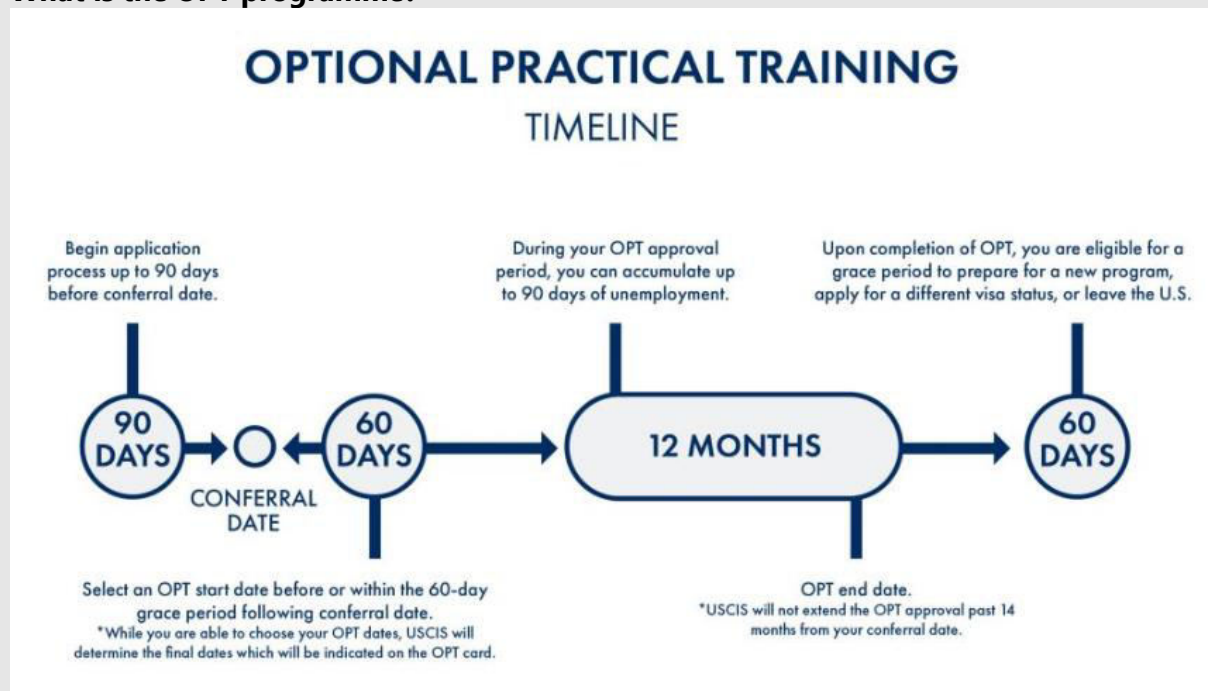 What is the OPT programme?
OPTIONAL PRACTICAL TRAINING
TIMELINE
Begin application
process up to 90 days
before conferral date.
During your OPT approval
period, you can accumulate up
to 90 days of unemployment.
Upon completion of OPT, you are eligible for a
grace period to prepare for a new program,
apply for a different visa status, or leave the U.S.
90
DAYS
CONFERRAL
DATE
60
DAYS
12 MONTHS
60
DAYS
Select an OPT start date before or within the 60-day
grace period following conferral date.
*While you are able to choose your OPT dates, USCIS will
determine the final dates which will be indicated on the OPT card.
OPT end date.
*USCIS will not extend the OPT approval past 14
months from your conferral date.